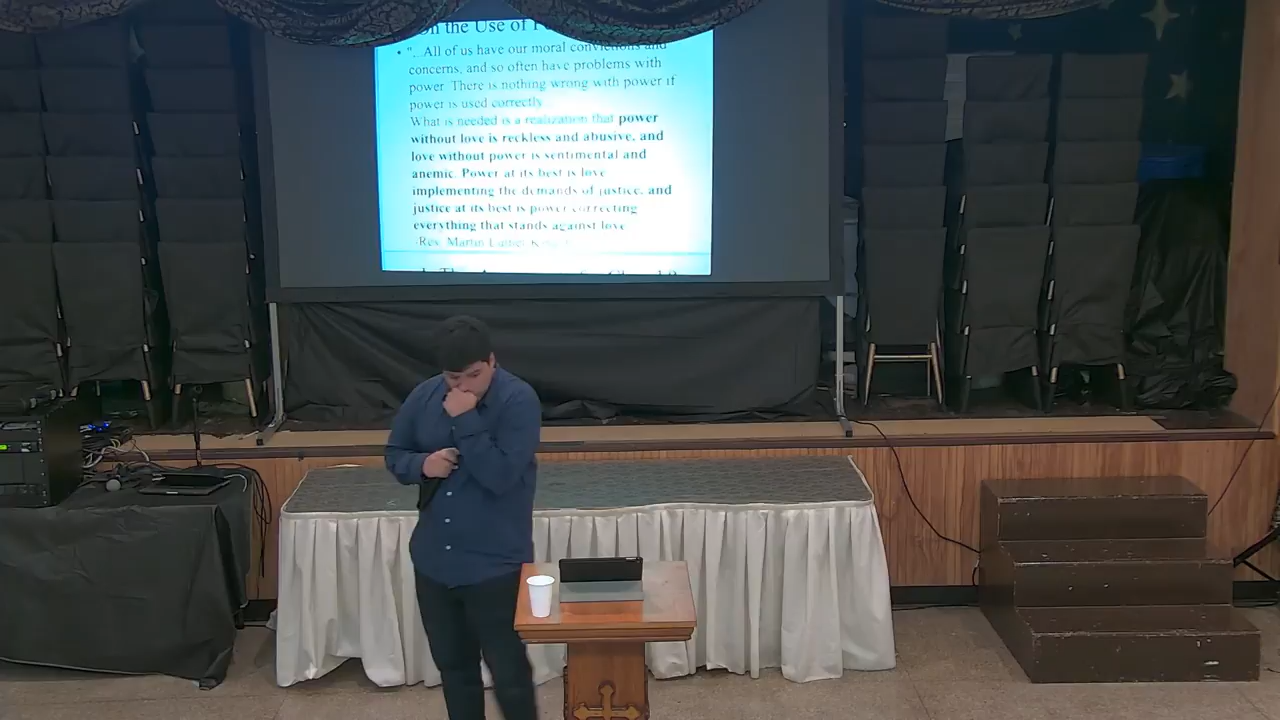 on the Use of
• "...All of us have our moral convictions and
concerns, and so often have problems with
power. There is nothing wrong with power if
power is used correctly
What is needed is a realization that power
without love is reckless and abusive, and
love without power is sentimental and
anemic. Power at its best is love
implementing the demands of justice, and
justice at its best is power correcting
everything that stands against love
-Rev. Martin Luther King